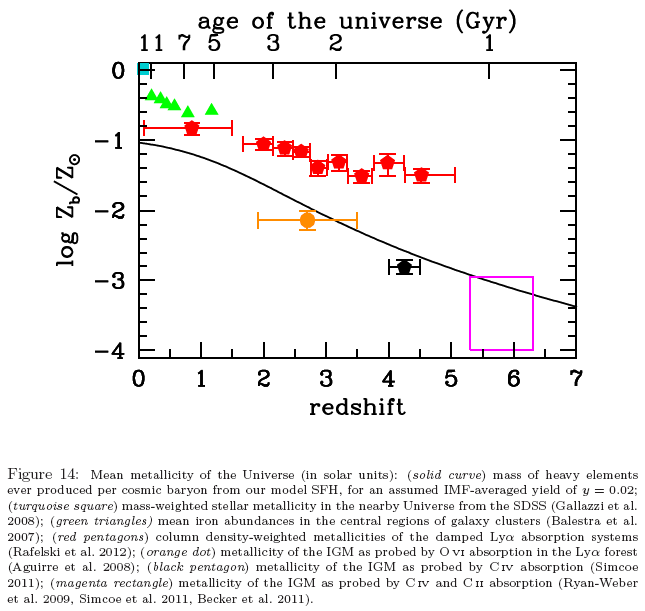 age of the universe (Gyr)
11 7 5 3 2 1
0
−1
−2
−3
−4
log Z_b/Z_⊙
0 1 2 3 4 5 6 7
redshift
Figure 14: Mean metallicity of the Universe (in solar units): (solid curve) mass of heavy elements
ever produced per cosmic baryon from our model SFH, for an assumed IMF-averaged yield of y = 0.02;
(turquoise square) mass-weighted stellar metallicity in the nearby Universe from the SDSS (Gallazzi et al.
2008); (green triangles) mean iron abundances in the central regions of galaxy clusters (Balestra et al.
2007); (red pentagons) column density-weighted metallicities of the damped Lyα absorption systems
(Rafelski et al. 2012); (orange dot) metallicity of the IGM as probed by O VI absorption in the Lyα forest
(Aguirre et al. 2008); (black pentagon) metallicity of the IGM as probed by C IV absorption (Simcoe
2011); (magenta rectangle) metallicity of the IGM as probed by C IV and C II absorption (Ryan-Weber
et al. 2009, Simcoe et al. 2011, Becker et al. 2011).